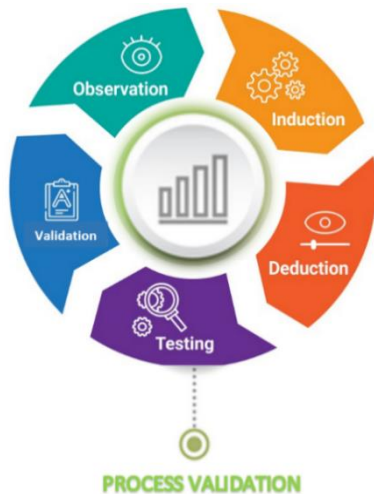 Observation
Induction
Validation
Deduction
Testing
PROCESS VALIDATION